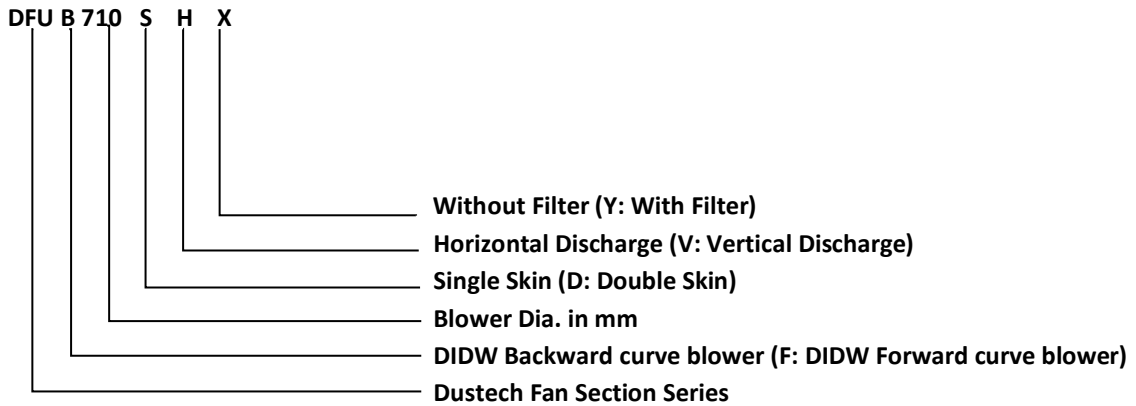 DFU B 710 S H X
Without Filter (Y: With Filter)
Horizontal Discharge (V: Vertical Discharge)
Single Skin (D: Double Skin)
Blower Dia. in mm
DIDW Backward curve blower (F: DIDW Forward curve blower)
Dustech Fan Section Series